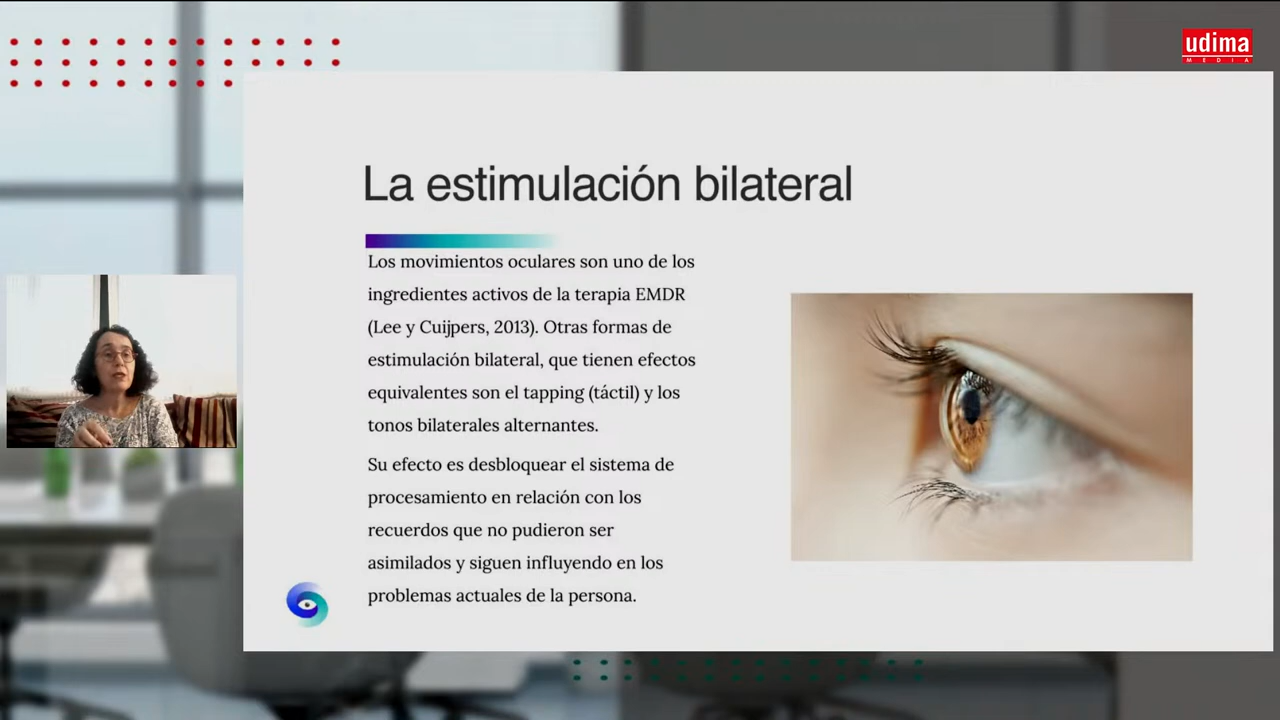 udima
MEDIA
La estimulación bilateral
Los movimientos oculares son uno de los
ingredientes activos de la terapia EMDR
(Lee y Cuijpers, 2013). Otras formas de
estimulación bilateral, que tienen efectos
equivalentes son el tapping (táctil) y los
tonos bilaterales alternantes.
Su efecto es desbloquear el sistema de
procesamiento en relación con los
recuerdos que no pudieron ser
asimilados y siguen influyendo en los
problemas actuales de la persona.